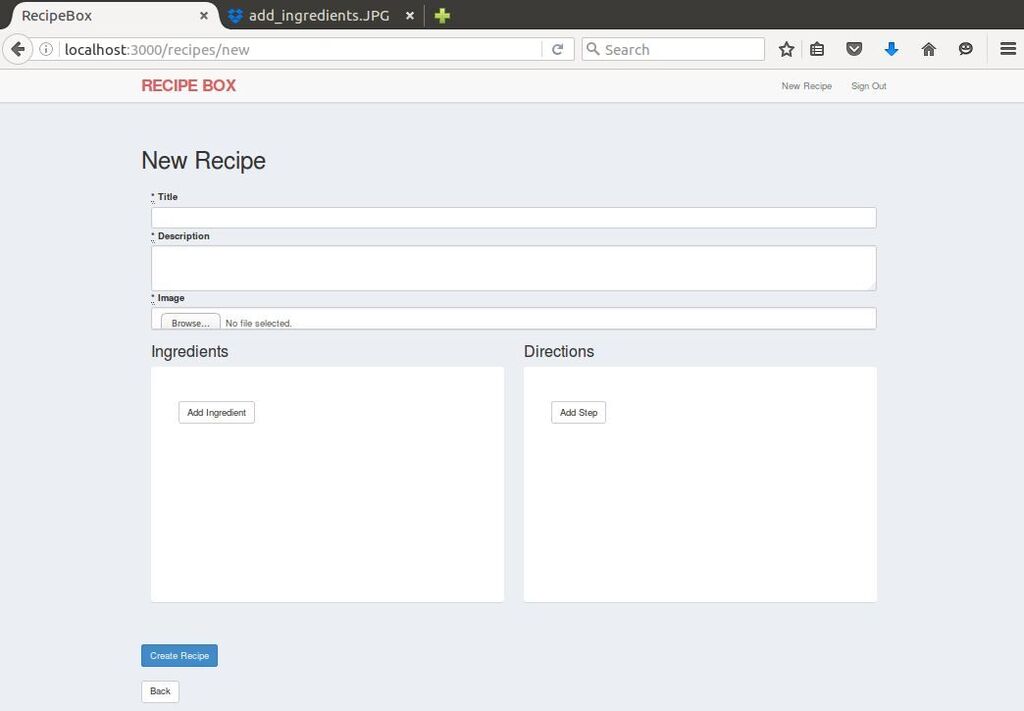 RecipeBox add_ingredients.JPG
localhost:3000/recipes/new Search
RECIPE BOX New Recipe Sign Out
New Recipe
* Title
* Description
* Image
Browse... No file selected.
Ingredients Directions
Add Ingredient Add Step
Create Recipe
Back